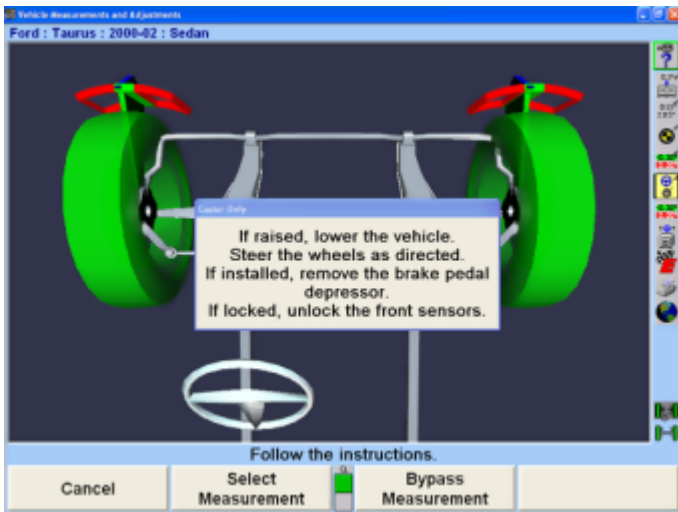 Vehicle Measurements and Adjustments
Ford : Taurus : 2000-02 : Sedan
Caster Only
If raised, lower the vehicle.
Steer the wheels as directed.
If installed, remove the brake pedal
depressor.
If locked, unlock the front sensors.
Follow the instructions.
Cancel
Select
Measurement
Bypass
Measurement